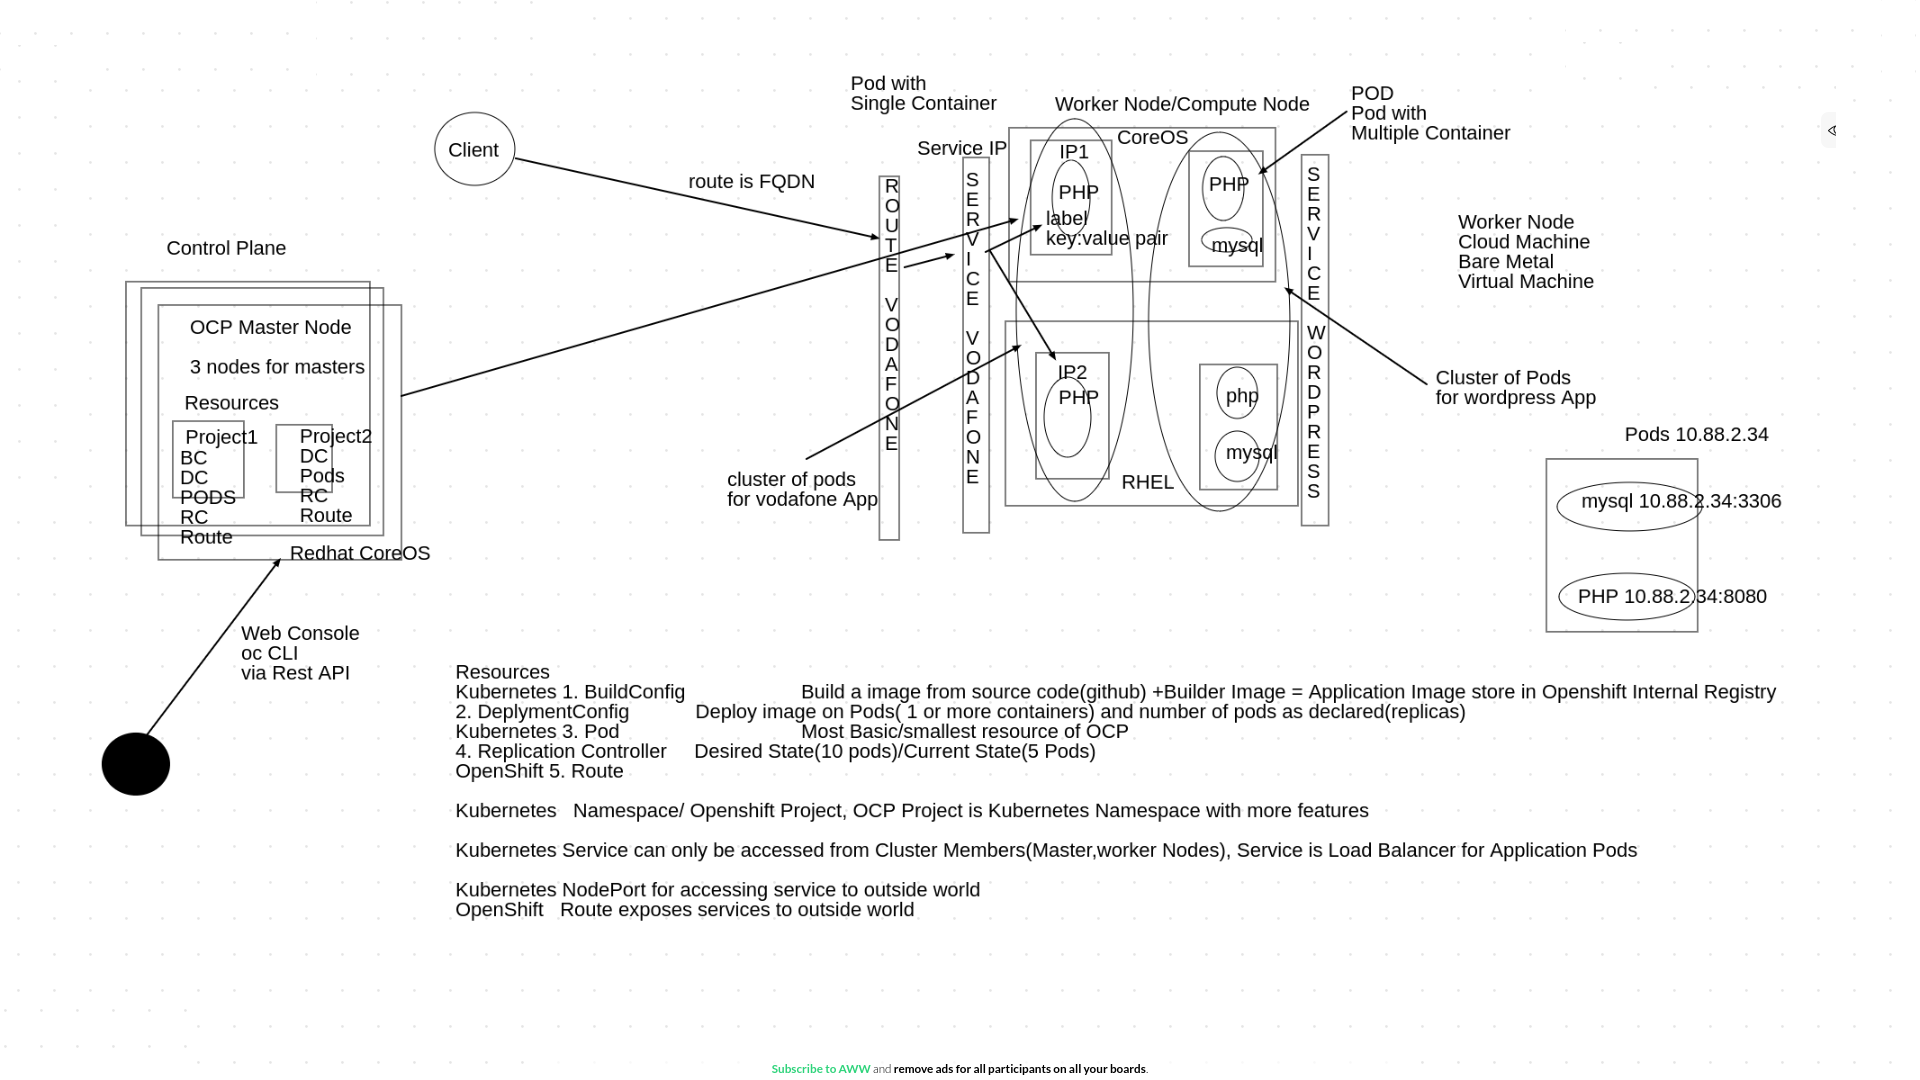 Pod with
Single Container
Worker Node/Compute Node
POD
Pod with
Multiple Container
Client
Service IP
CoreOS
IP1
PHP
label
key:value pair
PHP
mysql
route is FQDN
ROUTE VODAFONE
SERVICE VODAFONE
SERVICE WORDPRESS
Worker Node
Cloud Machine
Bare Metal
Virtual Machine
Control Plane
OCP Master Node
3 nodes for masters
Resources
Project1
BC
DC
PODS
RC
Route
Project2
DC
Pods
RC
Route
Redhat CoreOS
IP2
PHP
php
mysql
RHEL
cluster of pods
for vodafone App
Cluster of Pods
for wordpress App
Pods 10.88.2.34
mysql 10.88.2.34:3306
PHP 10.88.2.34:8080
Web Console
oc CLI
via Rest API
Resources
Kubernetes 1. BuildConfig Build a image from source code(github) +Builder Image = Application Image store in Openshift Internal Registry
2. DeplymentConfig Deploy image on Pods( 1 or more containers) and number of pods as declared(replicas)
Kubernetes 3. Pod Most Basic/smallest resource of OCP
4. Replication Controller Desired State(10 pods)/Current State(5 Pods)
OpenShift 5. Route
Kubernetes Namespace/ Openshift Project, OCP Project is Kubernetes Namespace with more features
Kubernetes Service can only be accessed from Cluster Members(Master,worker Nodes), Service is Load Balancer for Application Pods
Kubernetes NodePort for accessing service to outside world
OpenShift Route exposes services to outside world
Subscribe to AWW and remove ads for all participants on all your boards.